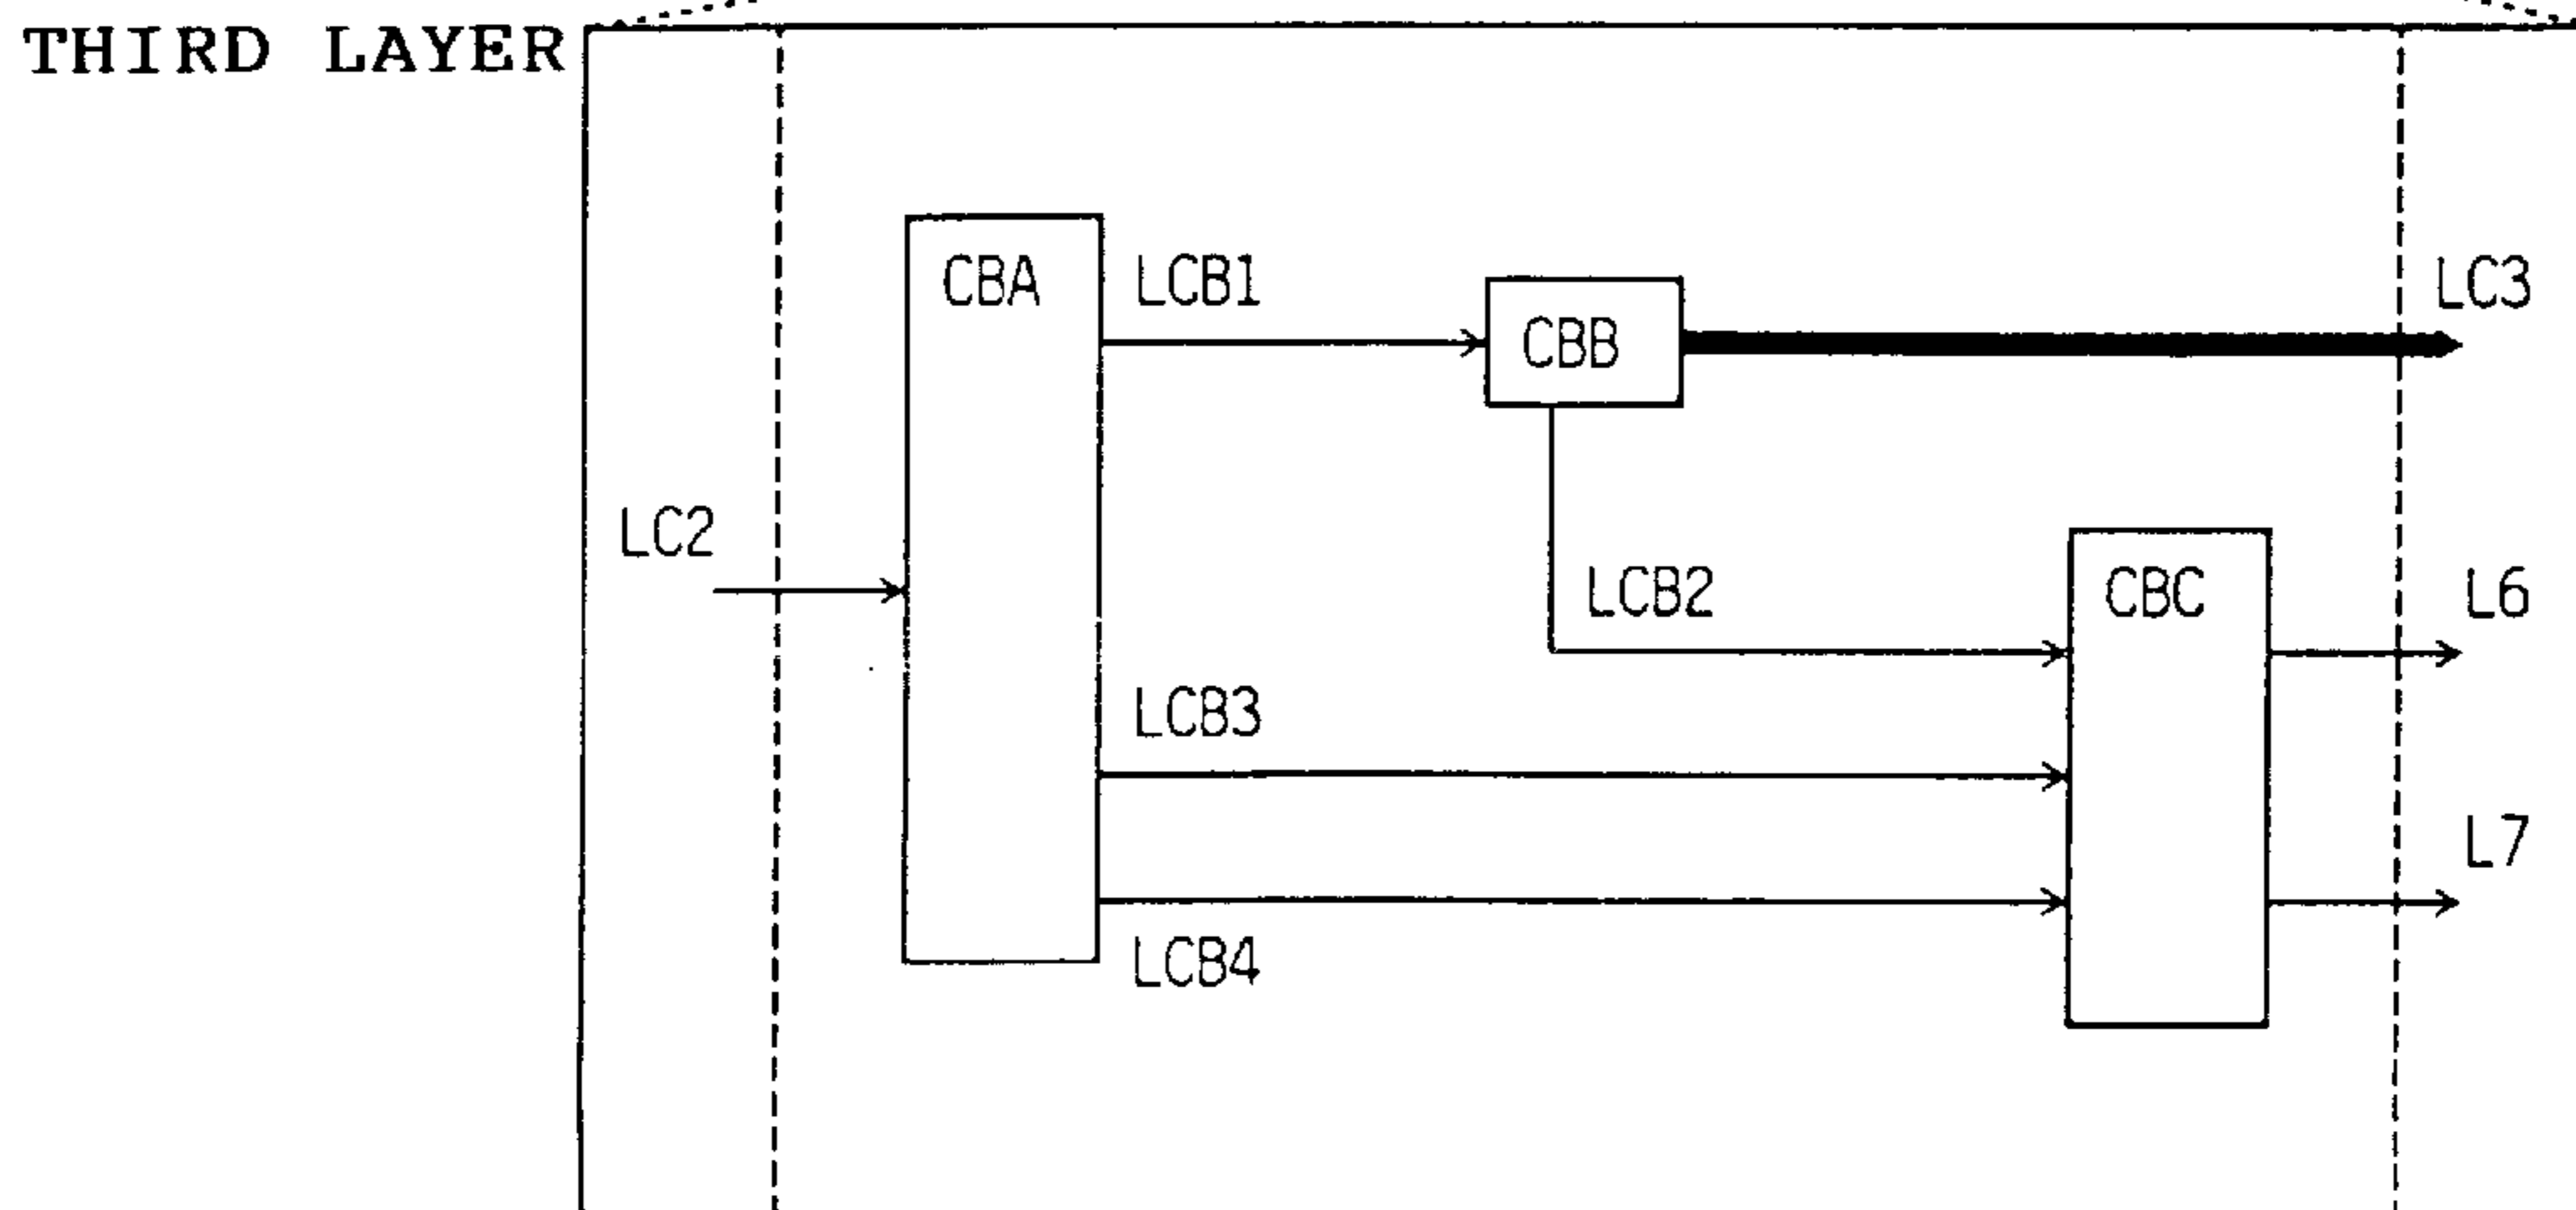 THIRD LAYER
CBA
LCB1
CBB
LC3
LC2
LCB2
CBC
L6
LCB3
L7
LCB4